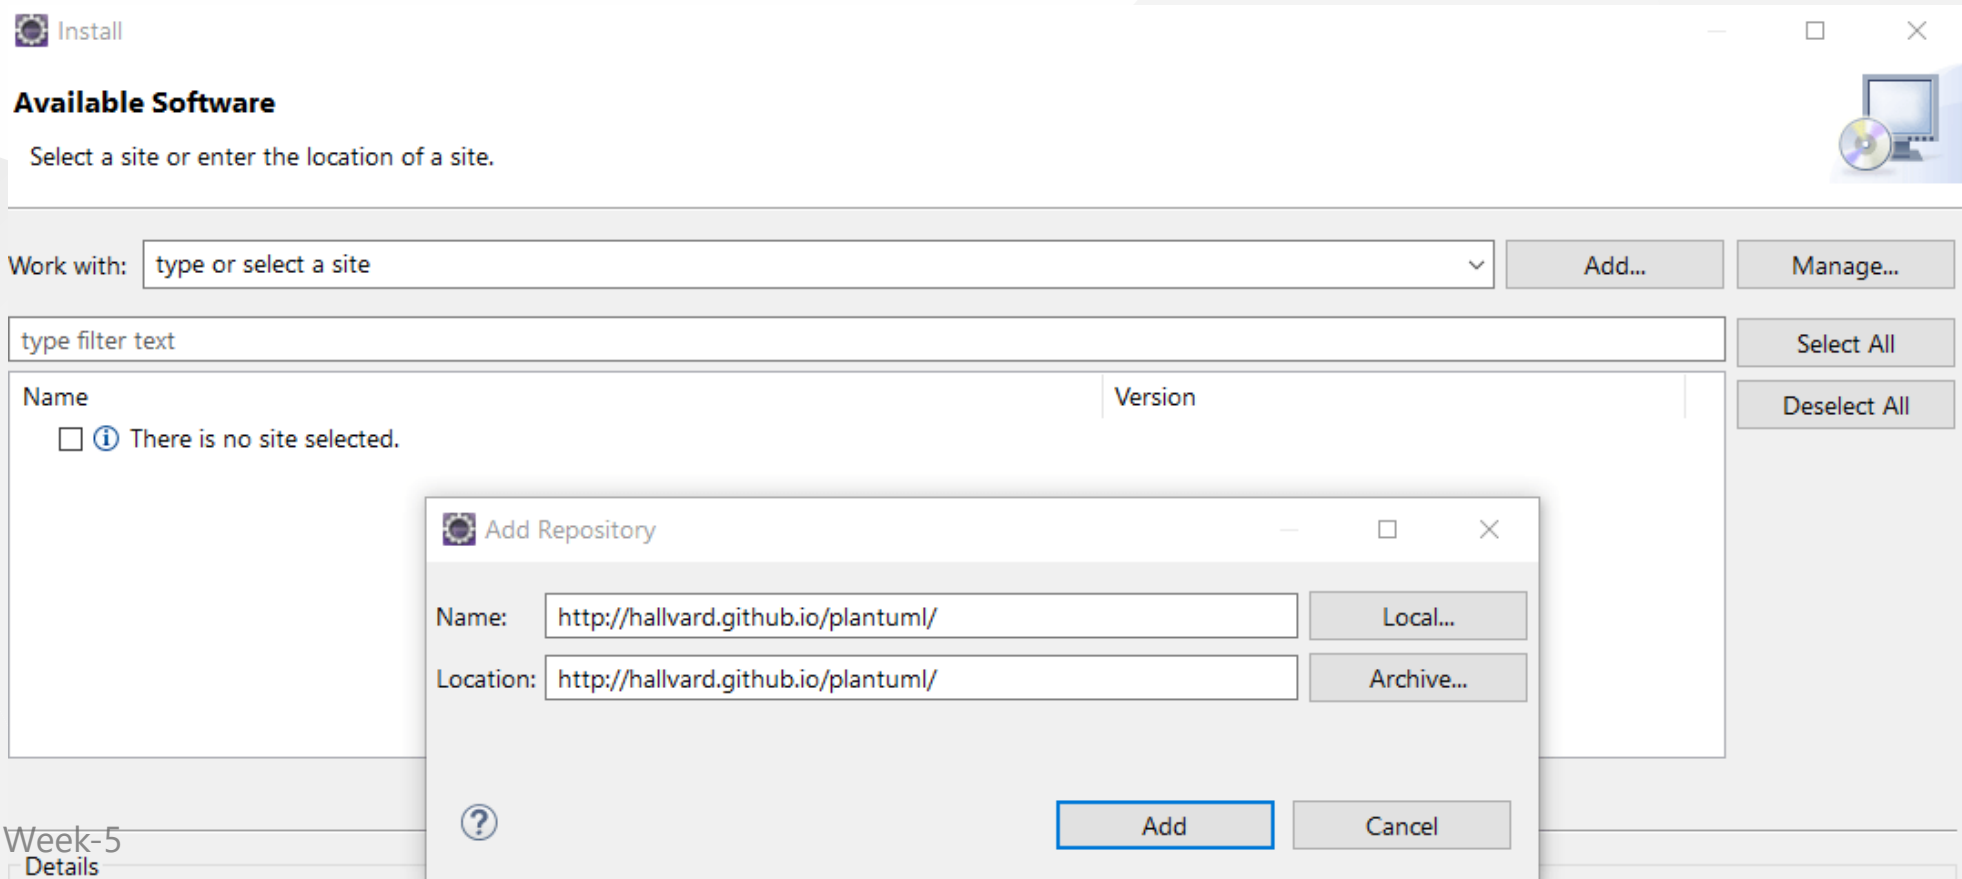 Install
Available Software
Select a site or enter the location of a site.
Work with: type or select a site Add... Manage...
type filter text Select All
Name Version Deselect All
There is no site selected.
Add Repository
Name: http://hallvard.github.io/plantuml/ Local...
Location: http://hallvard.github.io/plantuml/ Archive...
? Add Cancel
Week-5
Details